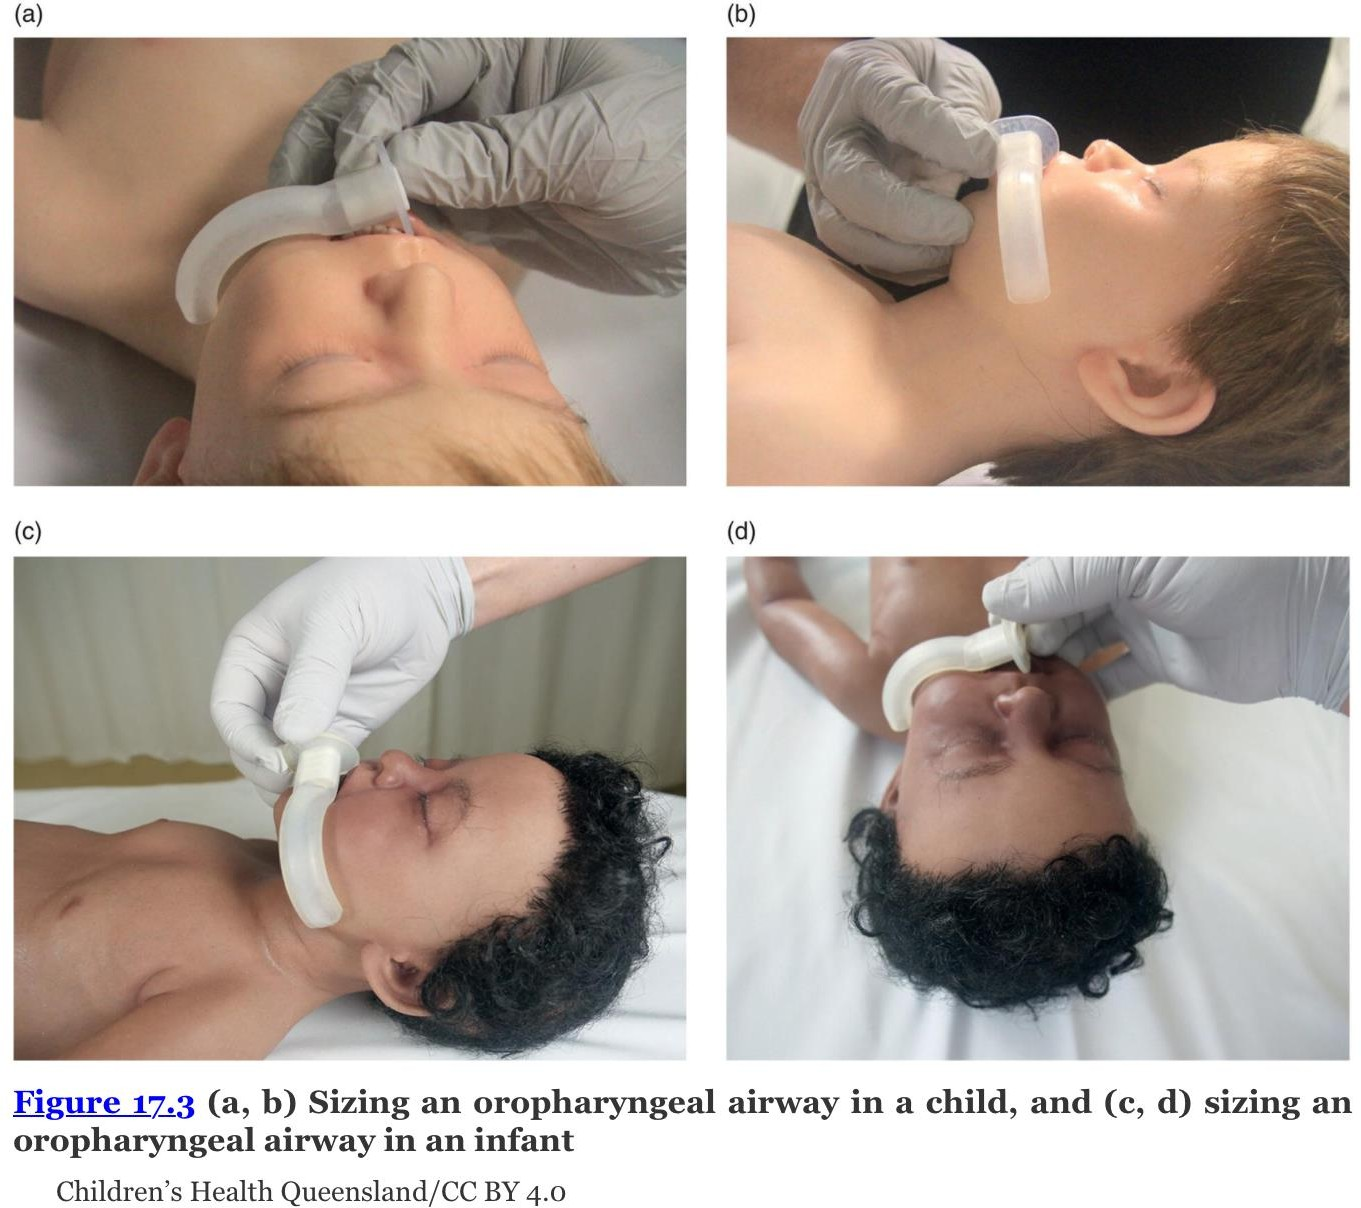 (a)
(b)
(c)
(d)
Figure 17.3 (a, b) Sizing an oropharyngeal airway in a child, and (c, d) sizing an
oropharyngeal airway in an infant
Children’s Health Queensland/CC BY 4.0